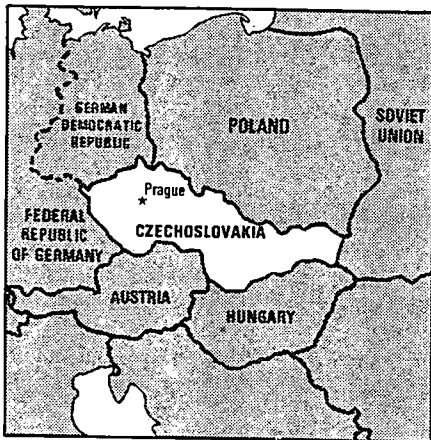 GERMAN
DEMOCRATIC
REPUBLIC
POLAND
SOVIET
UNION
Prague
FEDERAL
REPUBLIC
OF GERMANY
CZECHOSLOVAKIA
AUSTRIA
HUNGARY